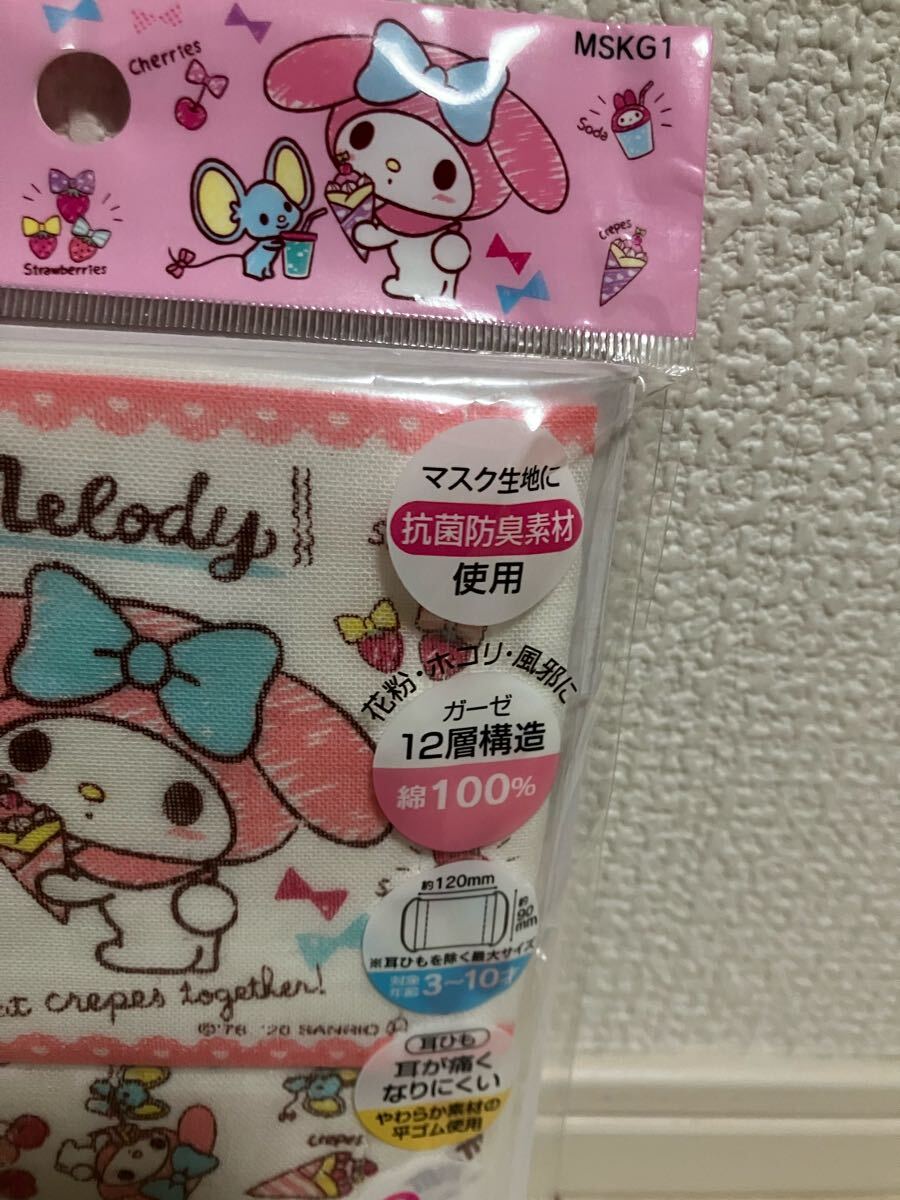 Cherries
MSKG1
Soda
Strawberries
Crepes
Melody
マスク生地に
抗菌防臭素材
使用
花粉・ホコリ・風邪に
ガーゼ
12層構造
綿100%
約120mm
約90mm
※耳ひもを除く最大サイズ
対象年齢 3〜10才
crepes together!
©'76 '20 SANRIO
耳ひも
耳が痛く
なりにくい
やわらか素材の
平ゴム使用
Crepes